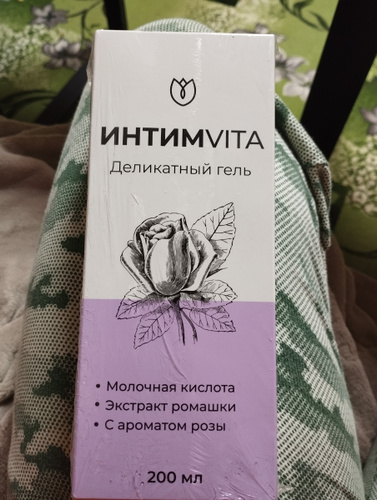 ИНТИМVITA
Деликатный гель
• Молочная кислота
• Экстракт ромашки
• С ароматом розы
200 мл